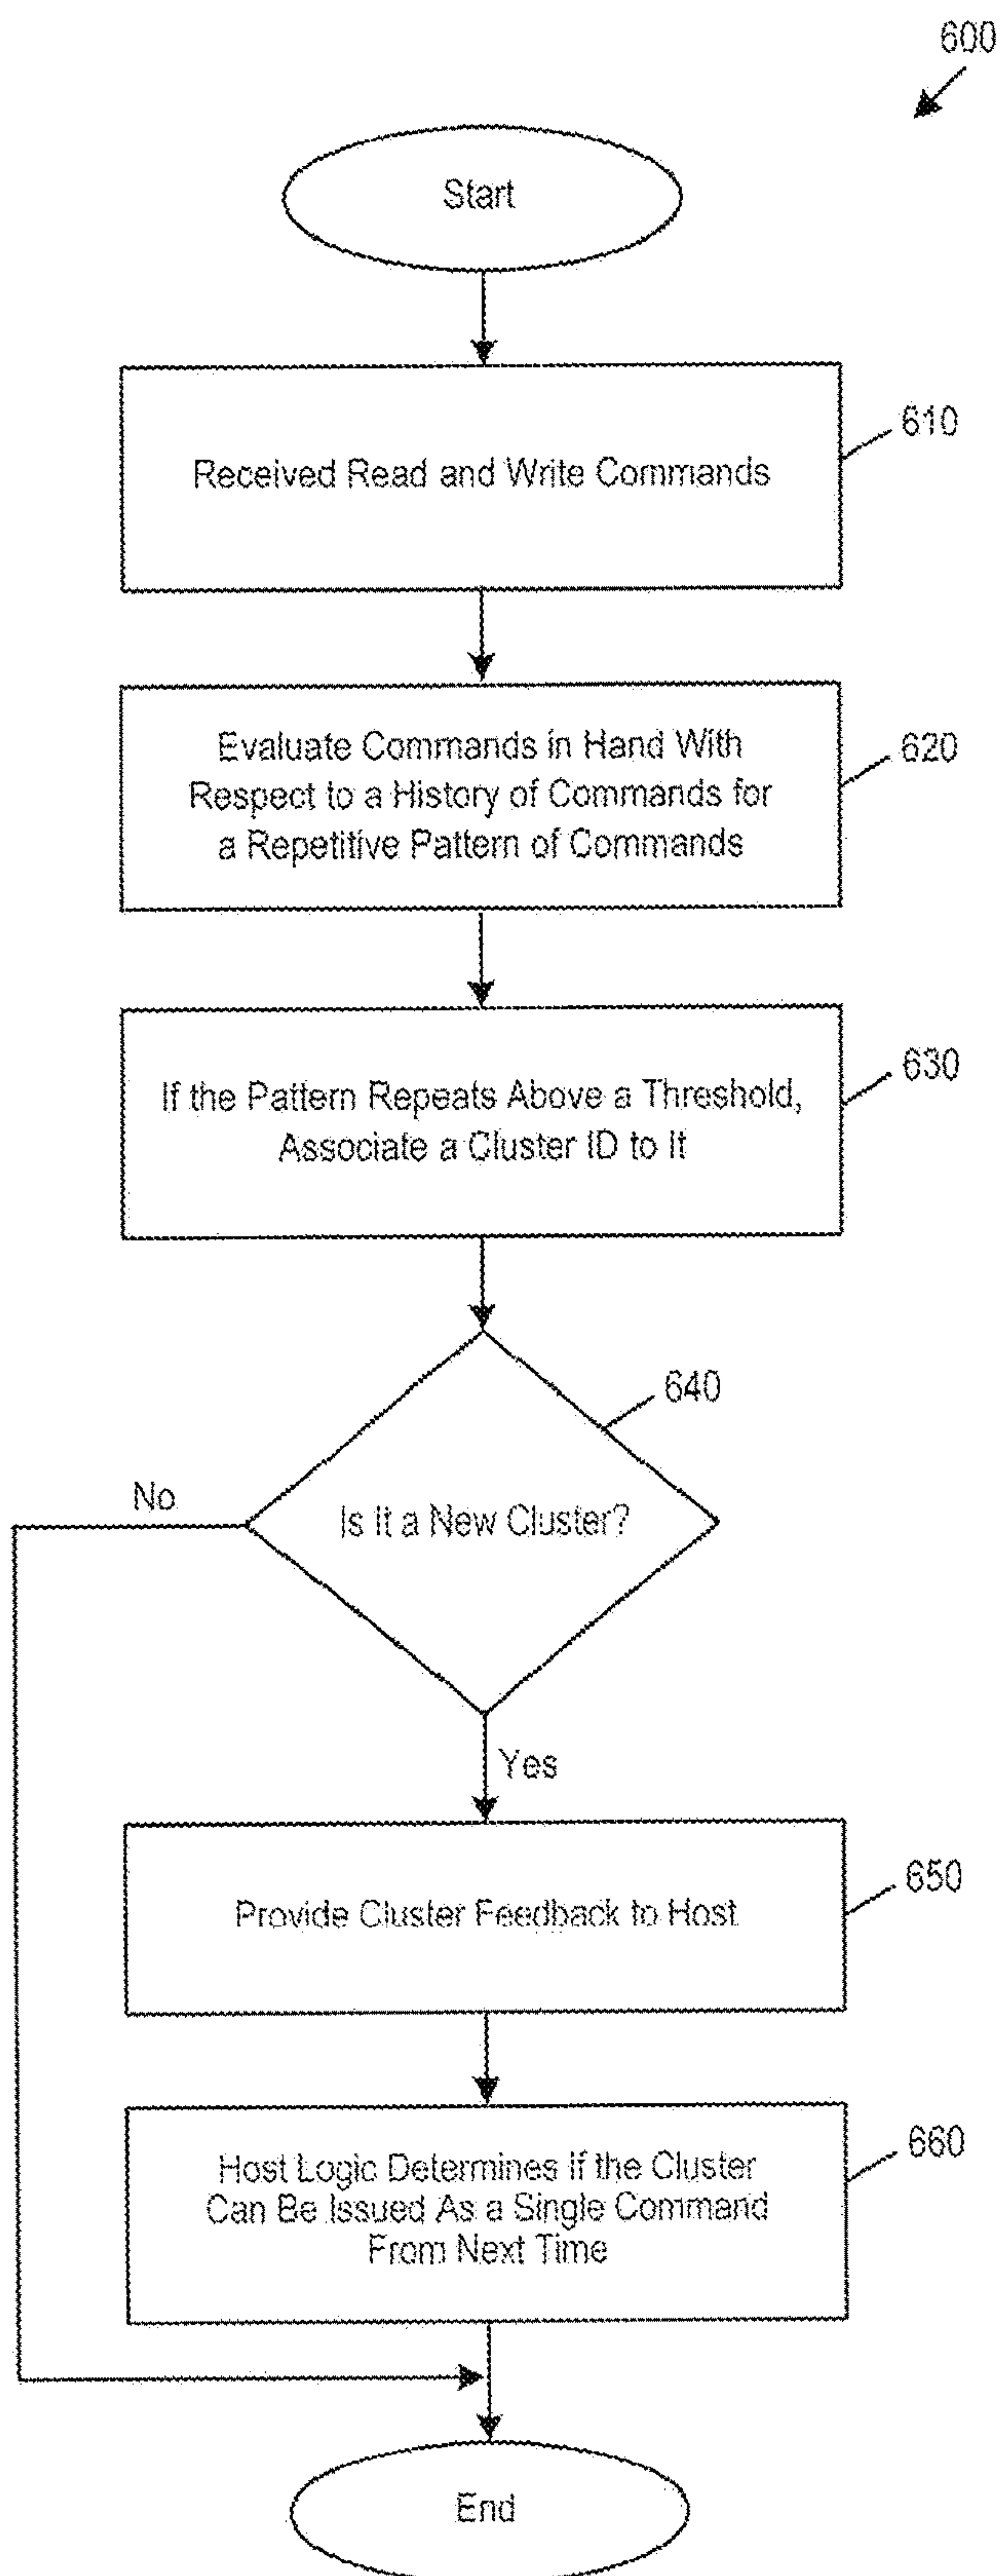 600
Start
Received Read and Write Commands
610
Evaluate Commands in Hand With
Respect to a History of Commands for
a Repetitive Pattern of Commands
620
If the Pattern Repeats Above a Threshold,
Associate a Cluster ID to It
630
Is It a New Cluster?
640
No
Yes
Provide Cluster Feedback to Host
650
Host Logic Determines if the Cluster
Can Be Issued As a Single Command
From Next Time
660
End